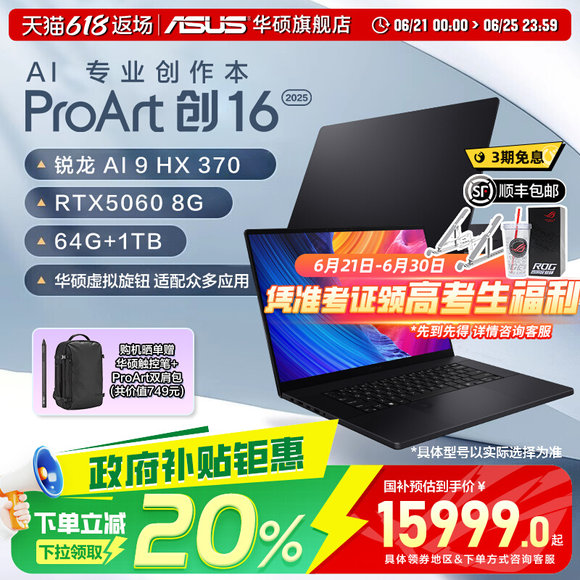 天猫618返场
ASUS 华硕旗舰店
06/21 00:00 > 06/25 23:59
AI 专业创作本
ProArt 创16
2025
锐龙 AI 9 HX 370
RTX5060 8G
64G+1TB
华硕虚拟旋钮 适配众多应用
3期免息
SF 顺丰包邮
ROG
6月21日-6月30日
凭准考证领高考生福利
*先到先得 详情咨询客服
购机晒单赠
华硕触控笔+
ProArt双肩包
(共价值749元)
*具体型号以实际选择为准
政府补贴钜惠
下单立减
下拉领取
20%
国补预估到手价
¥
15999.0起
具体领券地区&下单方式咨询客服